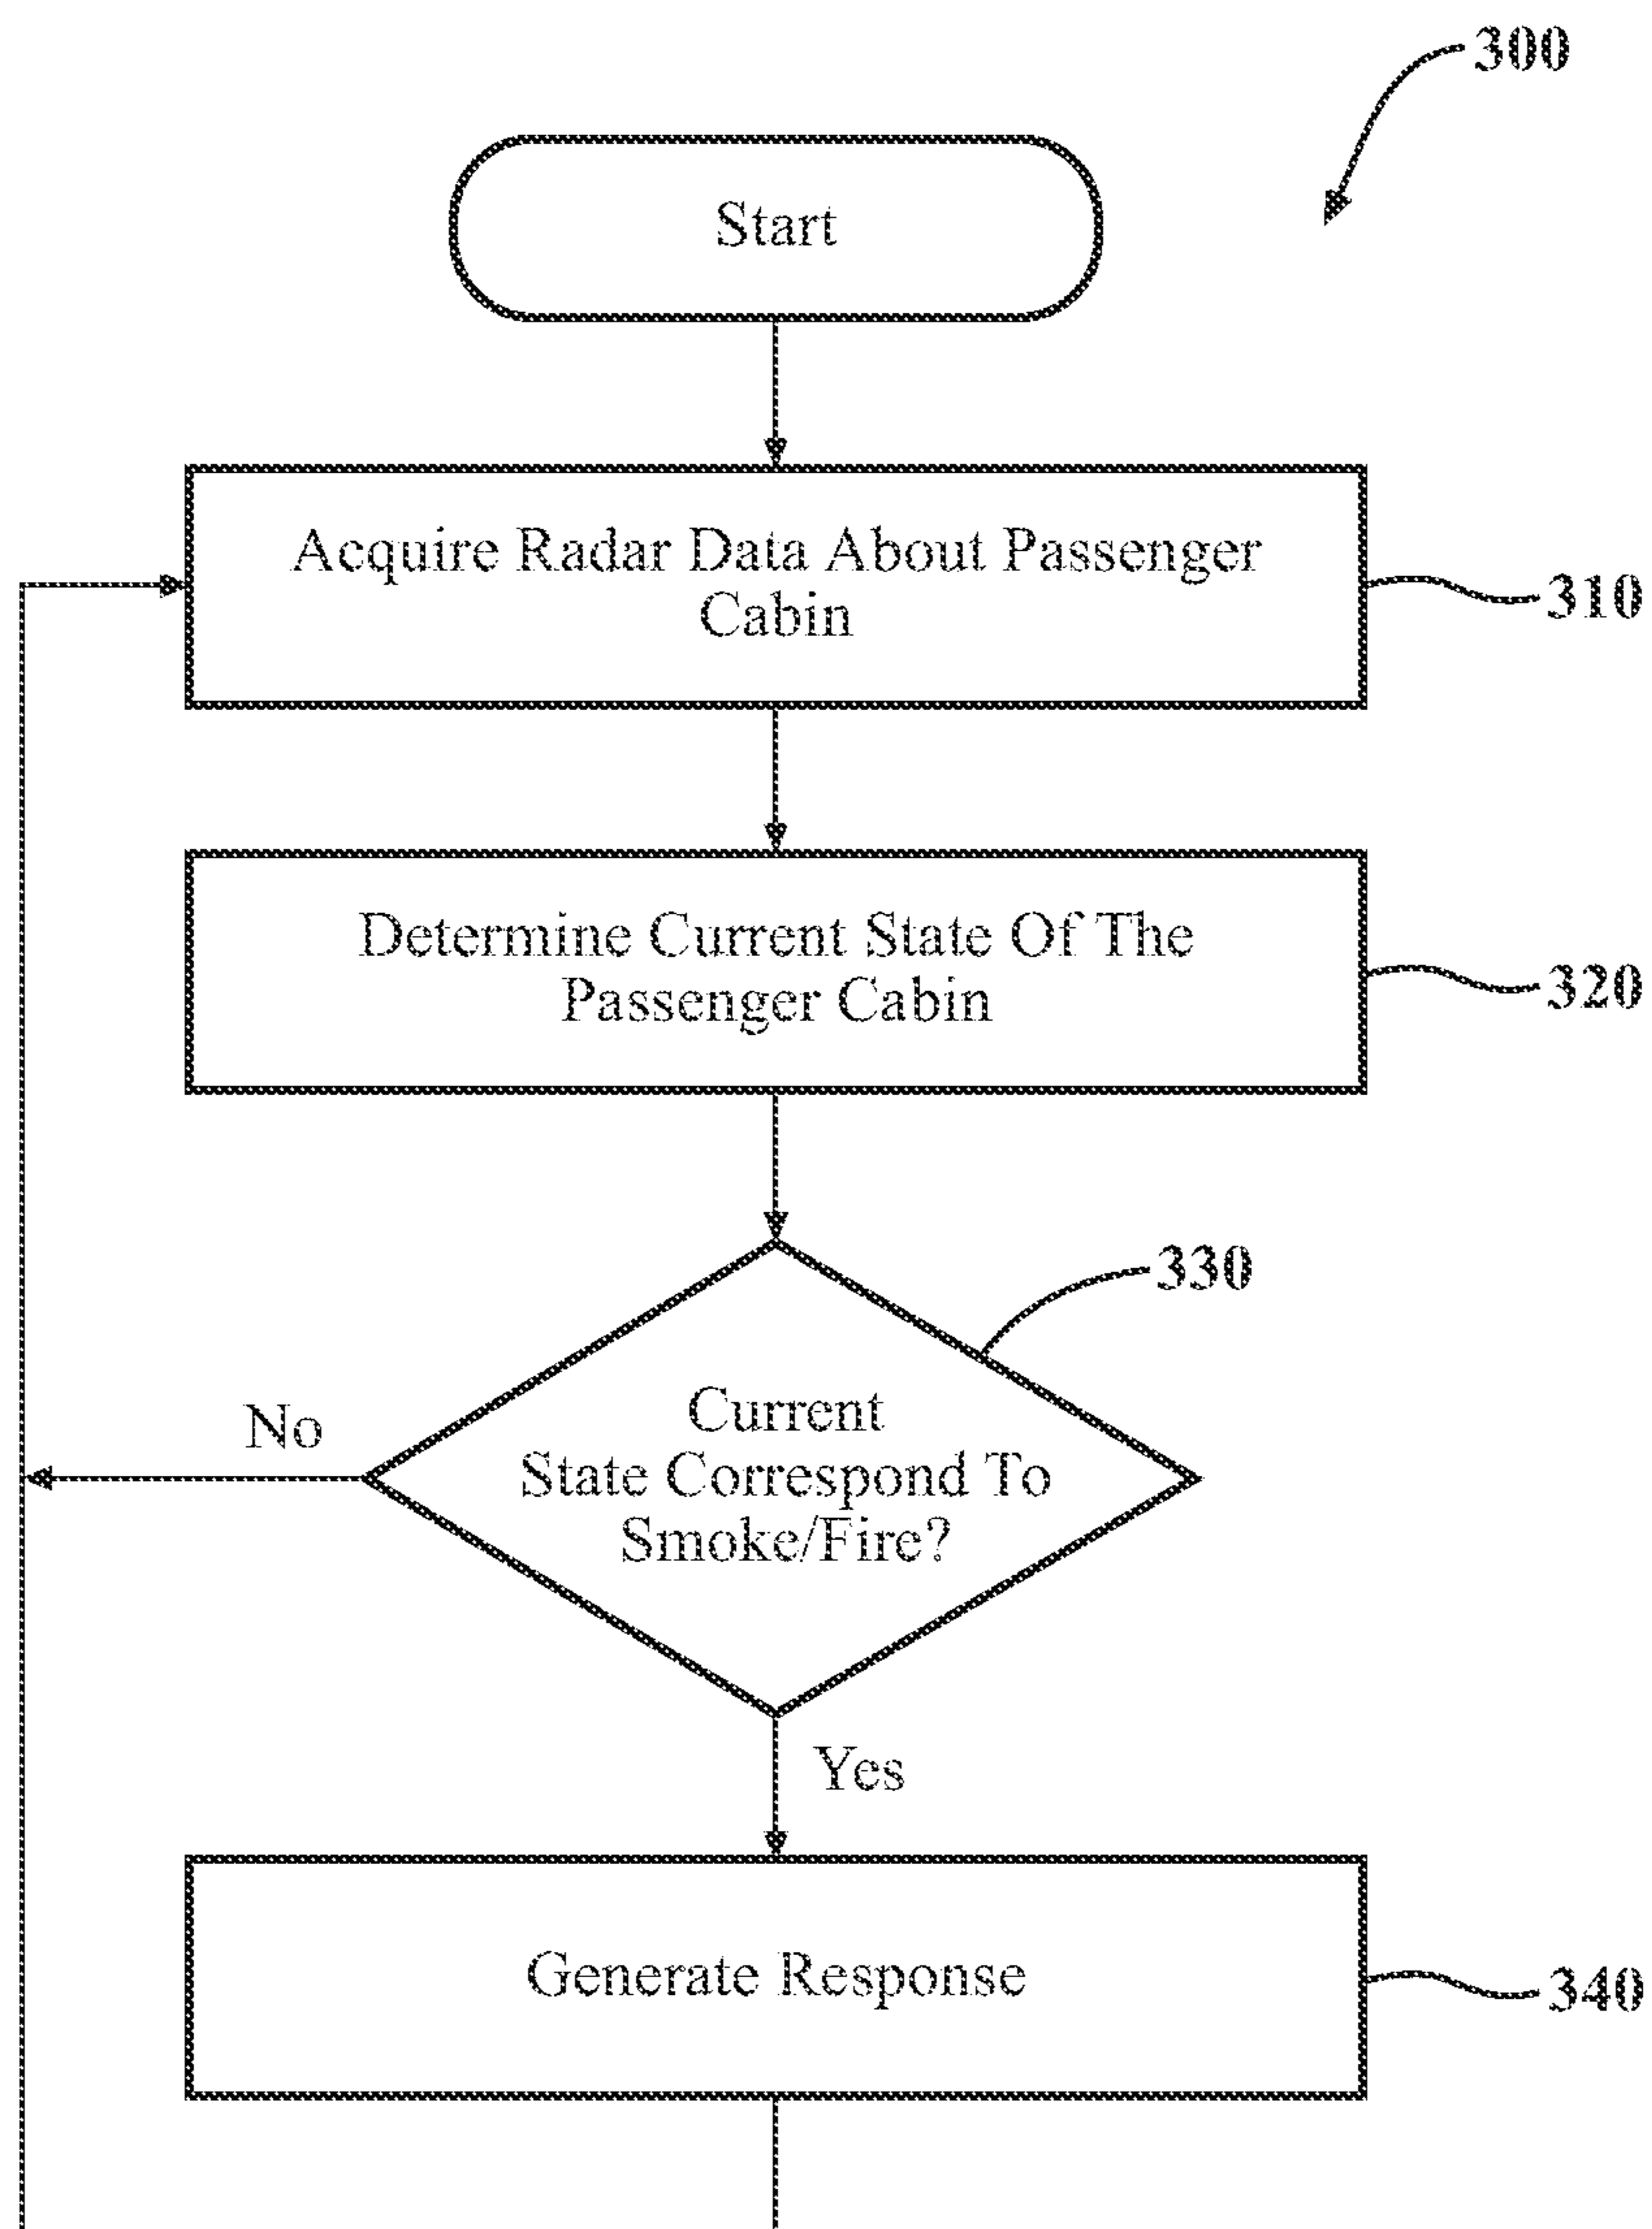 300
Start
Acquire Radar Data About Passenger
Cabin
310
Determine Current State Of The
Passenger Cabin
320
330
Current
State Correspond To
Smoke/Fire?
No
Yes
Generate Response
340